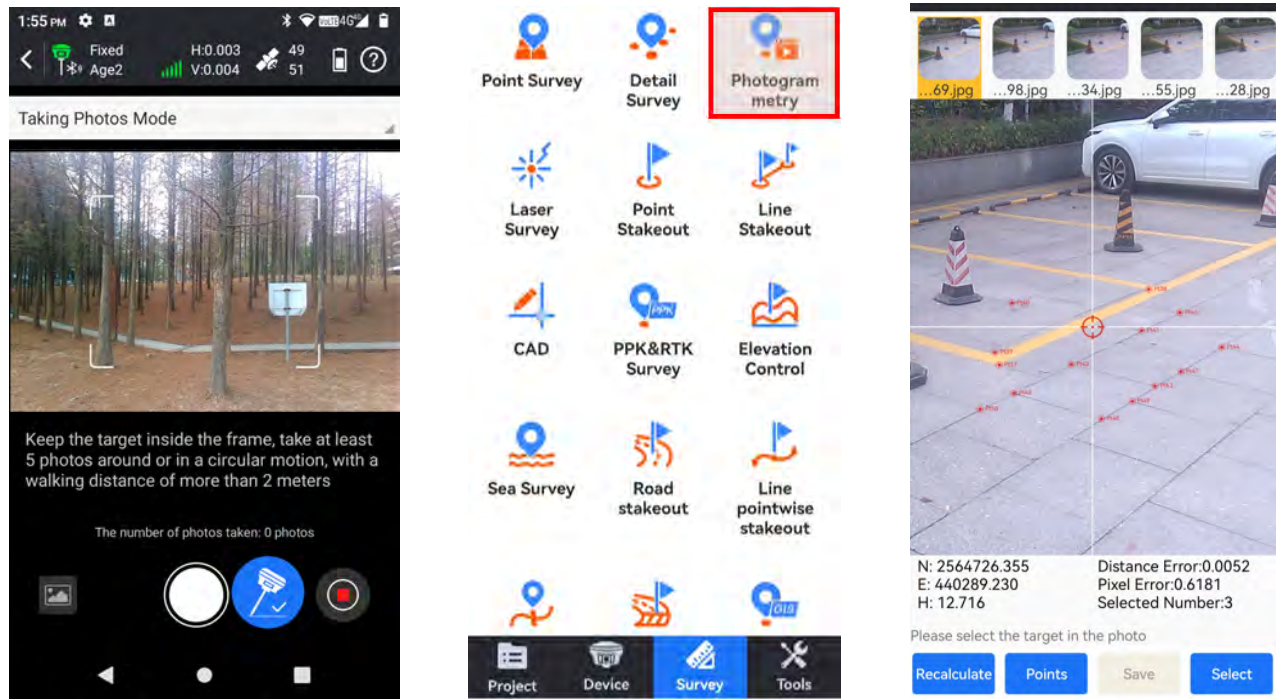 1:55 PM
VoLTE 4G
Fixed
Age2
H:0.003
V:0.004
49
51
?
Taking Photos Mode
Keep the target inside the frame, take at least
5 photos around or in a circular motion, with a
walking distance of more than 2 meters
The number of photos taken: 0 photos
Point Survey
Detail
Survey
Photogram
metry
Laser
Survey
Point
Stakeout
Line
Stakeout
CAD
PPK
PPK&RTK
Survey
Elevation
Control
Sea Survey
Road
stakeout
Line
pointwise
stakeout
GIS
Project
Device
Survey
Tools
...69.jpg
...98.jpg
...34.jpg
...55.jpg
...28.jpg
N: 2564726.355
E: 440289.230
H: 12.716
Distance Error:0.0052
Pixel Error:0.6181
Selected Number:3
Please select the target in the photo
Recalculate
Points
Save
Select